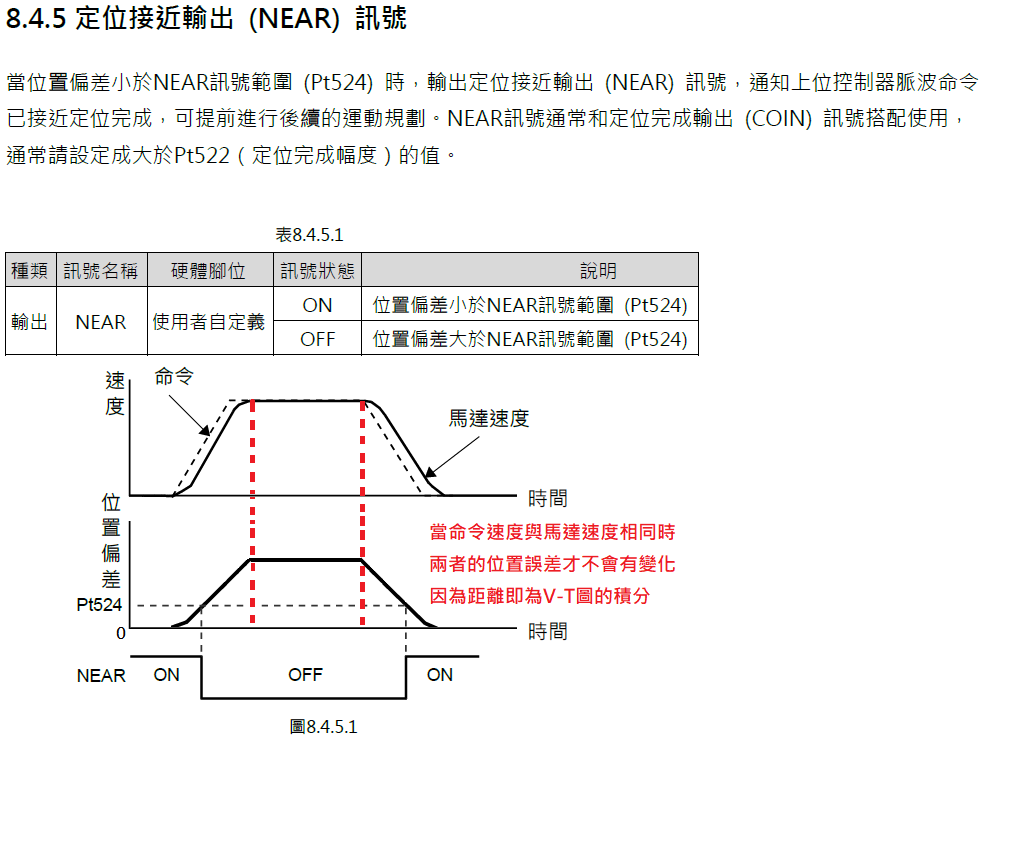 8.4.5 定位接近輸出 (NEAR) 訊號
當位置偏差小於NEAR訊號範圍 (Pt524) 時，輸出定位接近輸出 (NEAR) 訊號，通知上位控制器脈波命令
已接近定位完成，可提前進行後續的運動規劃。NEAR訊號通常和定位完成輸出 (COIN) 訊號搭配使用，
通常請設定成大於Pt522（定位完成幅度）的值。
表8.4.5.1
種類 訊號名稱 硬體腳位 訊號狀態 說明
輸出 NEAR 使用者自定義 ON 位置偏差小於NEAR訊號範圍 (Pt524)
OFF 位置偏差大於NEAR訊號範圍 (Pt524)
速度
命令
馬達速度
時間
位置偏差
當命令速度與馬達速度相同時
兩者的位置誤差才不會有變化
因為距離即為V-T圖的積分
Pt524
0
時間
NEAR ON OFF ON
圖8.4.5.1